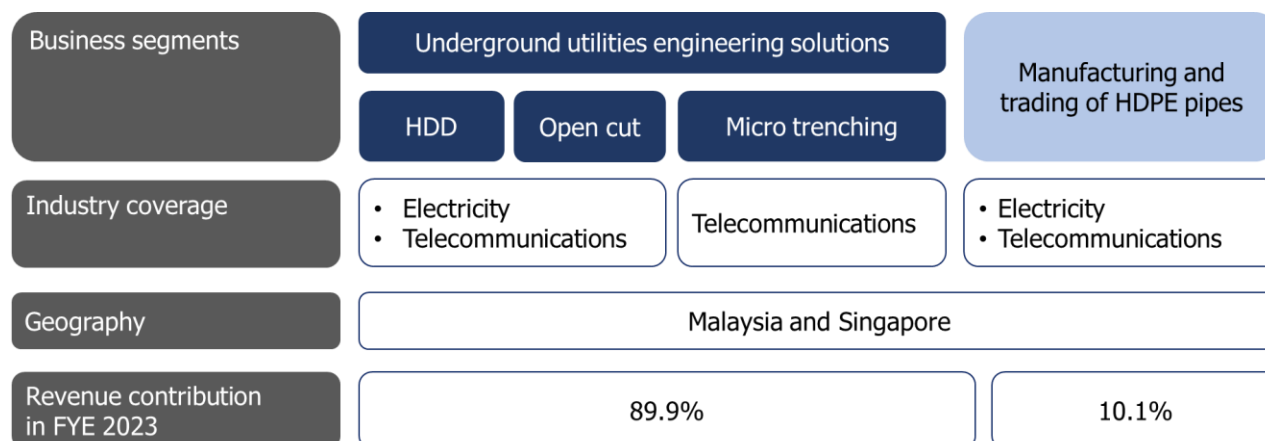 Business segments
Underground utilities engineering solutions
Manufacturing and
trading of HDPE pipes
HDD
Open cut
Micro trenching
Industry coverage
• Electricity
• Telecommunications
Telecommunications
• Electricity
• Telecommunications
Geography
Malaysia and Singapore
Revenue contribution
in FYE 2023
89.9%
10.1%